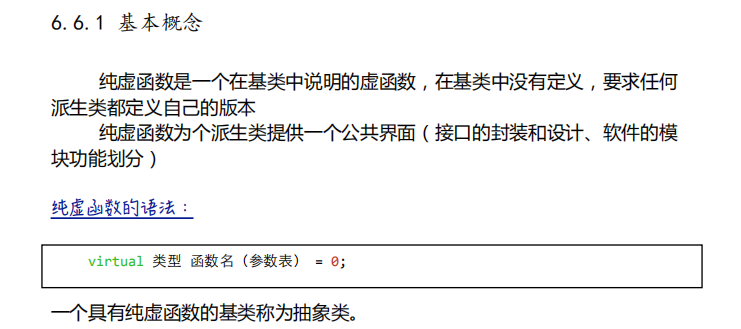 6.6.1 基本概念
纯虚函数是一个在基类中说明的虚函数，在基类中没有定义，要求任何
派生类都定义自己的版本
纯虚函数为个派生类提供一个公共界面（接口的封装和设计、软件的模
块功能划分）
纯虚函数的语法：
virtual 类型 函数名（参数表） = 0;
一个具有纯虚函数的基类称为抽象类。